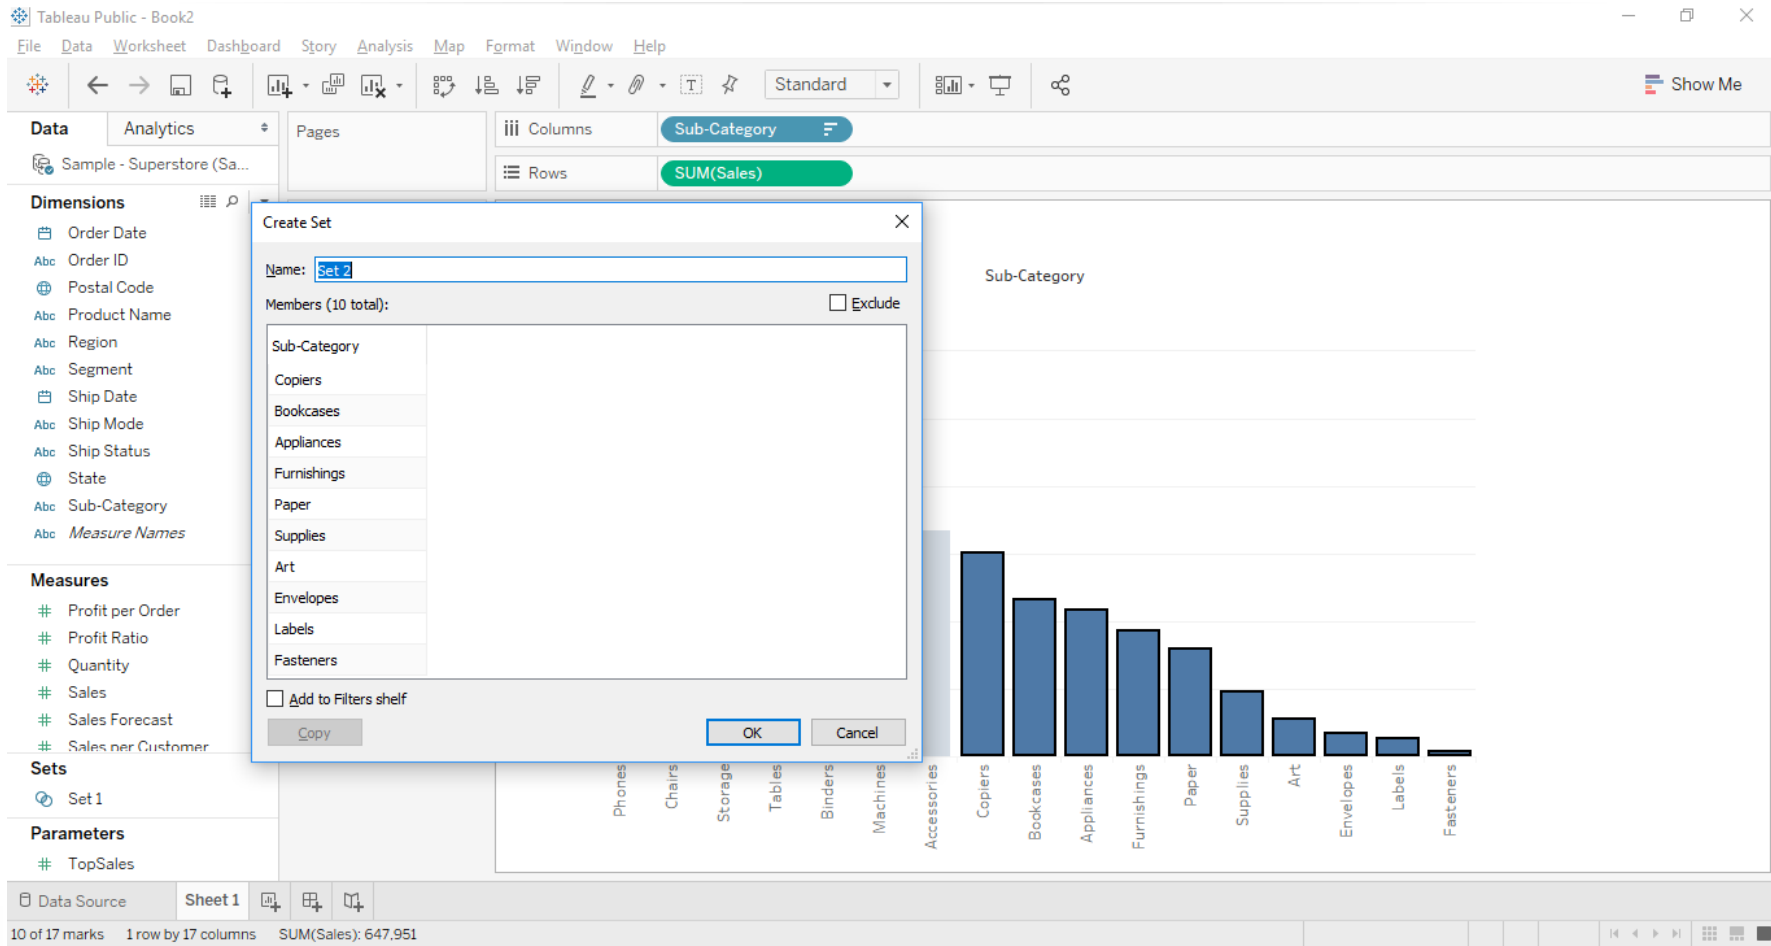 Tableau Public - Book2
File Data Worksheet Dashboard Story Analysis Map Format Window Help
Standard
Show Me
Data Analytics
Pages
Columns
Sub-Category
Sample - Superstore (Sa...
Rows
SUM(Sales)
Dimensions
Order Date
Abc Order ID
Postal Code
Abc Product Name
Abc Region
Abc Segment
Ship Date
Abc Ship Mode
Abc Ship Status
State
Abc Sub-Category
Abc Measure Names
Measures
# Profit per Order
# Profit Ratio
# Quantity
# Sales
# Sales Forecast
# Sales per Customer
Sets
Set 1
Parameters
# TopSales
Create Set
Name: Set 2
Members (10 total):
Exclude
Sub-Category
Copiers
Bookcases
Appliances
Furnishings
Paper
Supplies
Art
Envelopes
Labels
Fasteners
Add to Filters shelf
Copy
OK
Cancel
Sub-Category
Phones
Chairs
Storage
Tables
Binders
Machines
Accessories
Copiers
Bookcases
Appliances
Furnishings
Paper
Supplies
Art
Envelopes
Labels
Fasteners
Data Source
Sheet 1
10 of 17 marks 1 row by 17 columns SUM(Sales): 647,951